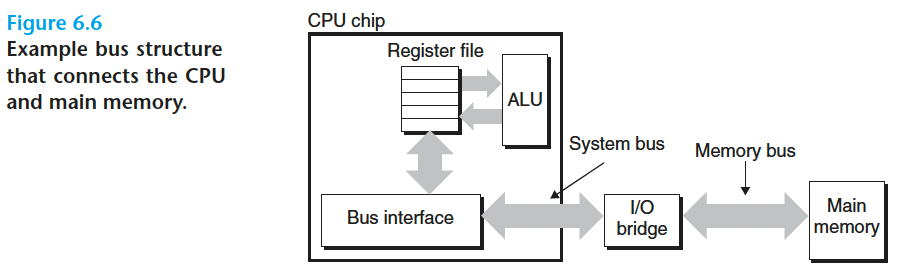 Figure 6.6
Example bus structure
that connects the CPU
and main memory.
CPU chip
Register file
ALU
System bus
Memory bus
Bus interface
I/O
bridge
Main
memory